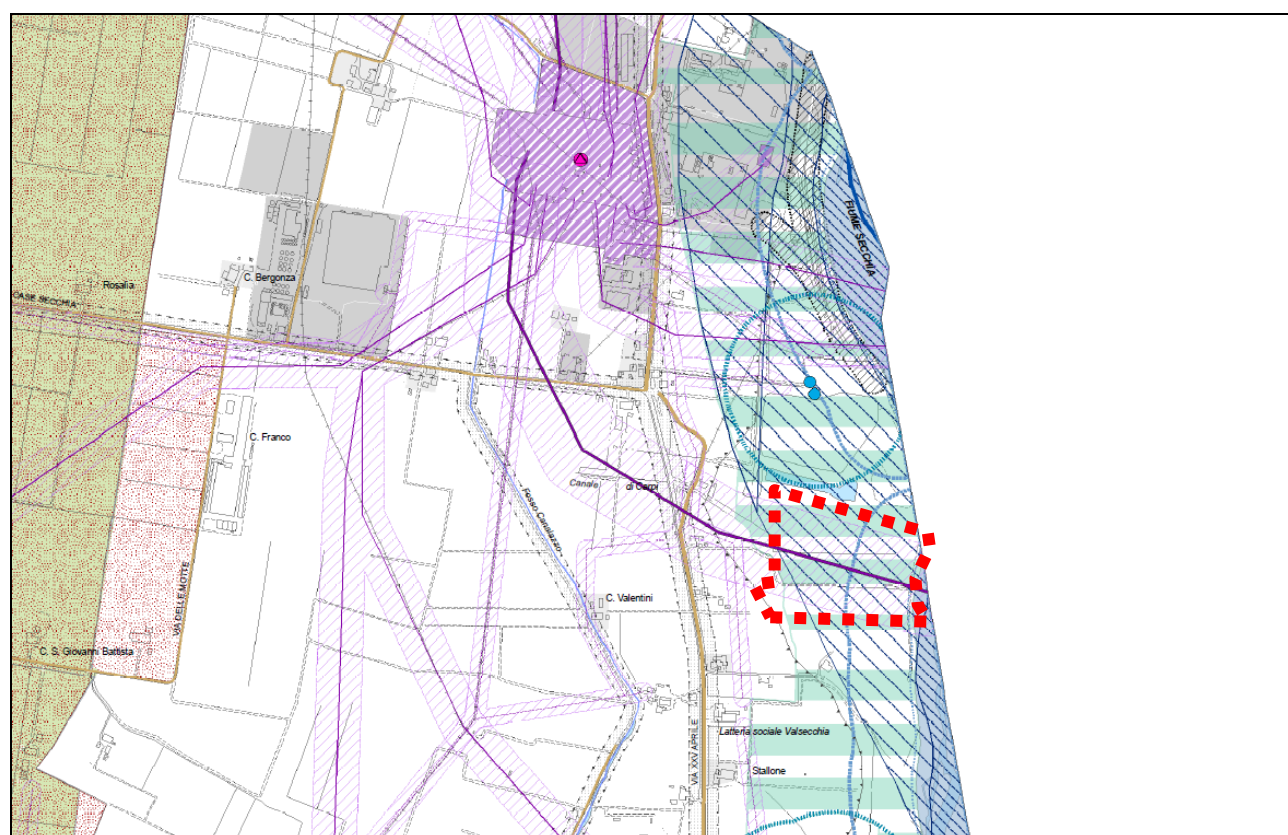 FIUME SECCHIA
C. Bergonza
Rosalia
CASE SECCHIA
C. Franco
Canale di Carpi
Fosso Canalazzo
C. Valentini
VIA DELLE MOTTE
C. S. Giovanni Battista
VIA XXV APRILE
Latteria sociale Valsecchia
Stallone